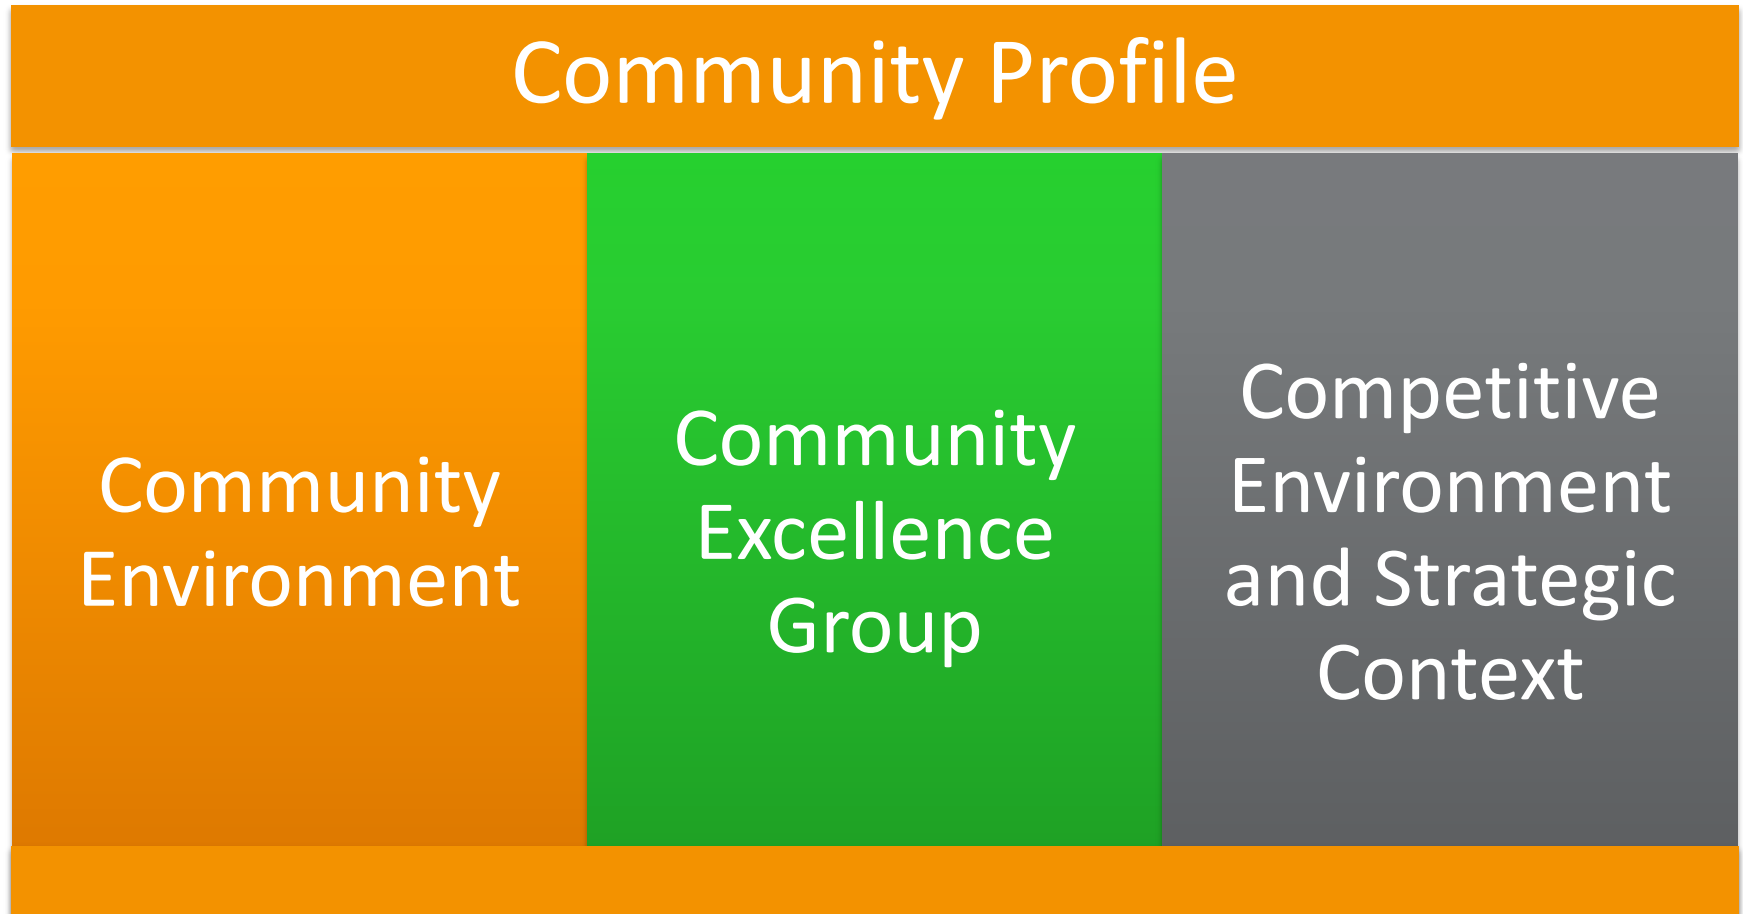 Community Profile
Community
Environment
Community
Excellence
Group
Competitive
Environment
and Strategic
Context